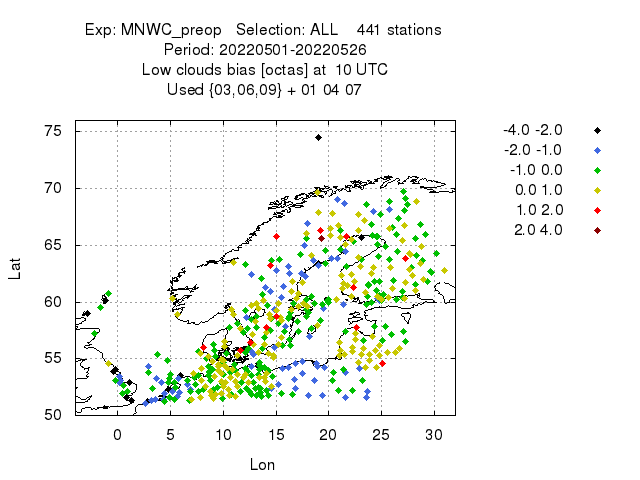 Exp: MNWC_preop   Selection: ALL    441 stations
Period: 20220501-20220526
Low clouds bias [octas] at  10 UTC
Used {03,06,09} + 01 04 07
75
70
65
60
55
50
0 5 10 15 20 25 30
Lat
Lon
-4.0 -2.0
-2.0 -1.0
-1.0 0.0
0.0 1.0
1.0 2.0
2.0 4.0